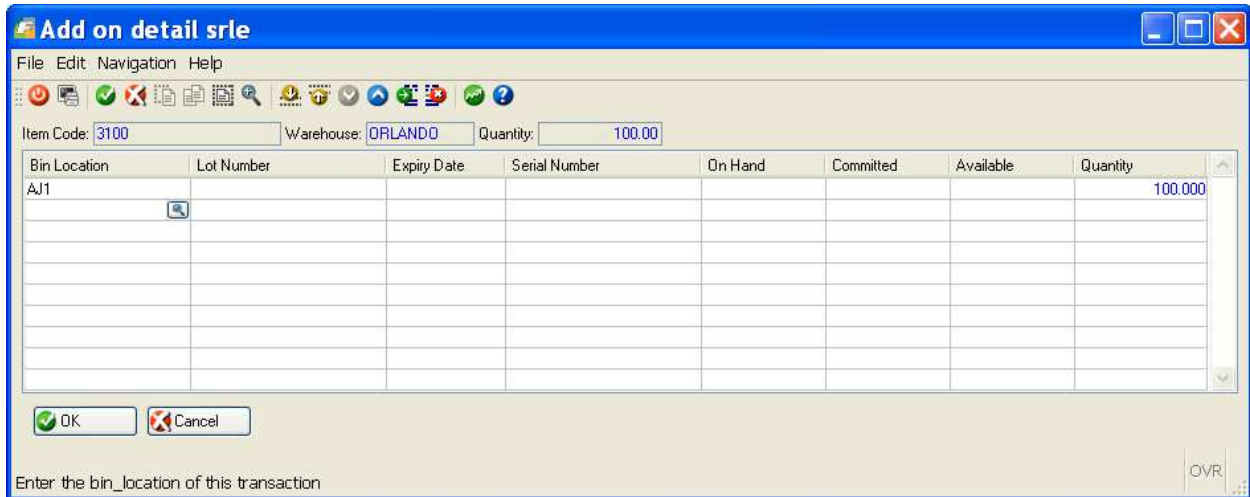 Add on detail srle
File Edit Navigation Help
Item Code: 3100 Warehouse: ORLANDO Quantity: 100.00
Bin Location Lot Number Expiry Date Serial Number On Hand Committed Available Quantity
AJ1 100.000
OK Cancel
Enter the bin_location of this transaction OVR